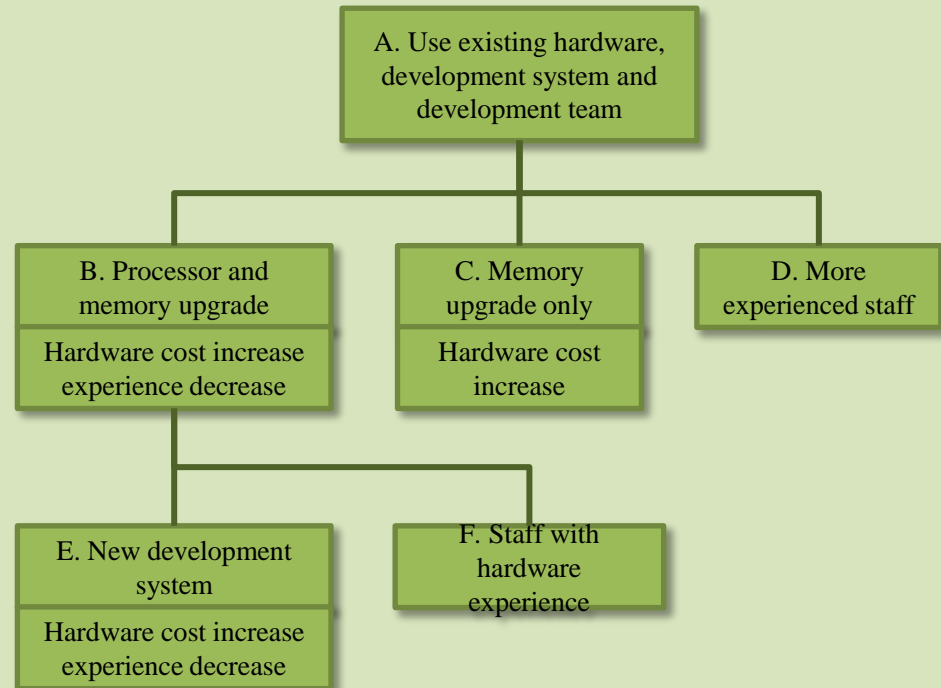 A. Use existing hardware,
development system and
development team
B. Processor and
memory upgrade
Hardware cost increase
experience decrease
C. Memory
upgrade only
Hardware cost
increase
D. More
experienced staff
E. New development
system
Hardware cost increase
experience decrease
F. Staff with
hardware
experience